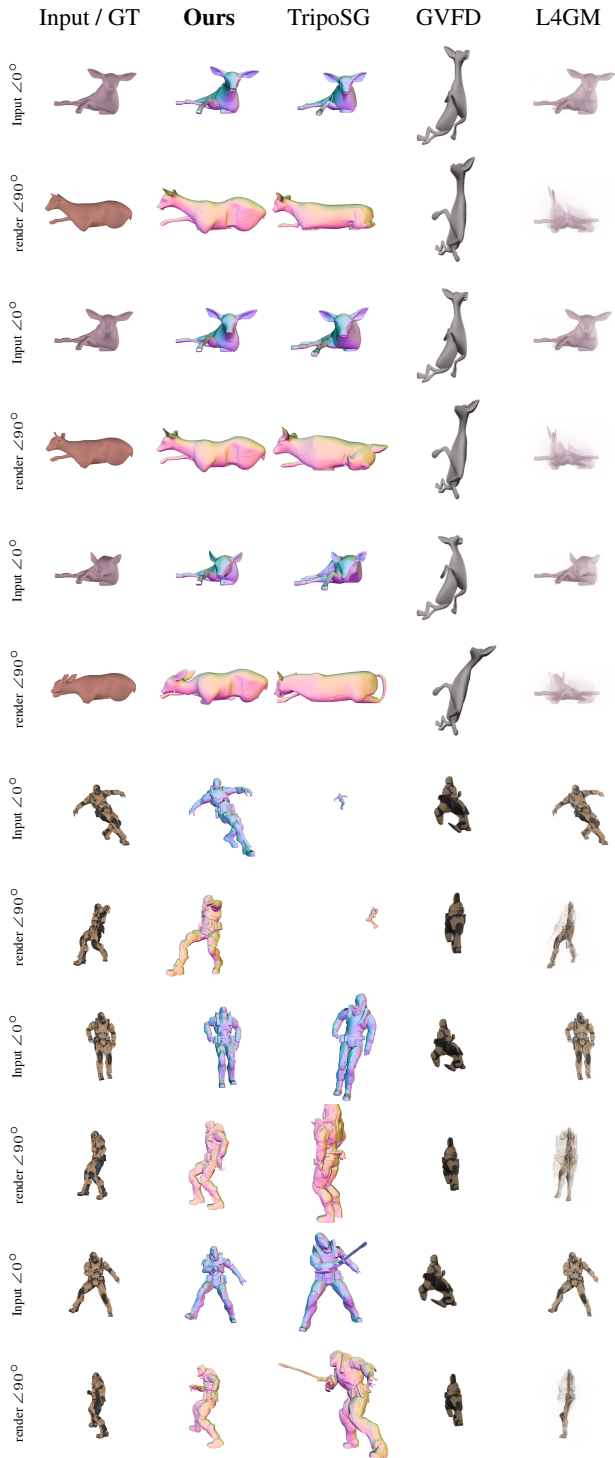 Input / GT Ours TripoSG GVFD L4GM
Input ∠0°
render ∠90°
Input ∠0°
render ∠90°
Input ∠0°
render ∠90°
Input ∠0°
render ∠90°
Input ∠0°
render ∠90°
Input ∠0°
render ∠90°